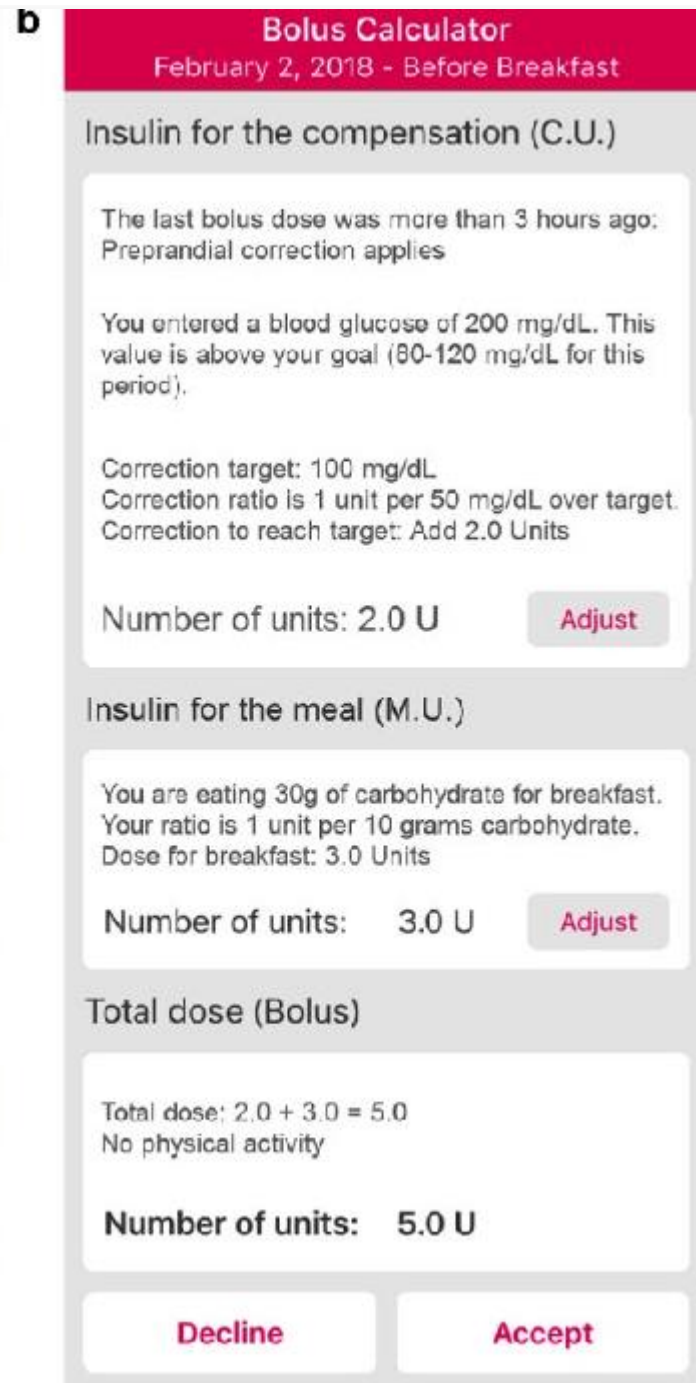 b
Bolus Calculator
February 2, 2018 - Before Breakfast
Insulin for the compensation (C.U.)
The last bolus dose was more than 3 hours ago:
Preprandial correction applies
You entered a blood glucose of 200 mg/dL. This
value is above your goal (80-120 mg/dL for this
period).
Correction target: 100 mg/dL
Correction ratio is 1 unit per 50 mg/dL over target.
Correction to reach target: Add 2.0 Units
Number of units: 2.0 U Adjust
Insulin for the meal (M.U.)
You are eating 30g of carbohydrate for breakfast.
Your ratio is 1 unit per 10 grams carbohydrate.
Dose for breakfast: 3.0 Units
Number of units: 3.0 U Adjust
Total dose (Bolus)
Total dose: 2.0 + 3.0 = 5.0
No physical activity
Number of units: 5.0 U
Decline Accept